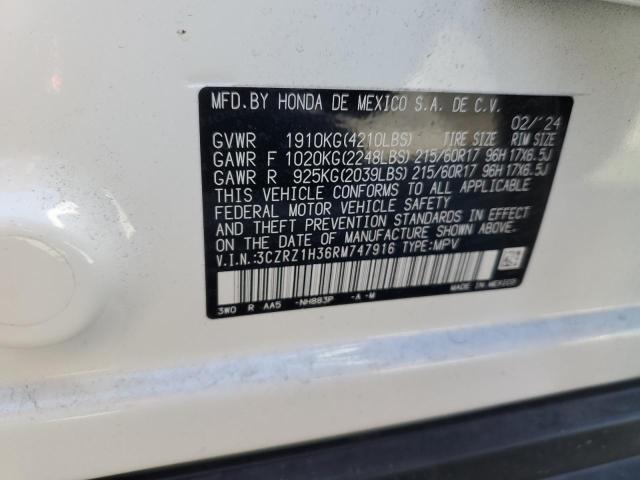 MFD.BY HONDA DE MEXICO S.A. DE C.V.
02/'24
GVWR 1910KG(4210LBS) TIRE SIZE RIM SIZE
GAWR F 1020KG(2248LBS) 215/60R17 96H 17X6.5J
GAWR R 925KG(2039LBS) 215/60R17 96H 17X6.5J
THIS VEHICLE CONFORMS TO ALL APPLICABLE
FEDERAL MOTOR VEHICLE SAFETY
AND THEFT PREVENTION STANDARDS IN EFFECT
ON THE DATE OF MANUFACTURE SHOWN ABOVE.
V.I.N.:3CZRZ1H36RM747916 TYPE:MPV
3W0 R AA5 -NH883P -A -M
MADE IN MEXICO